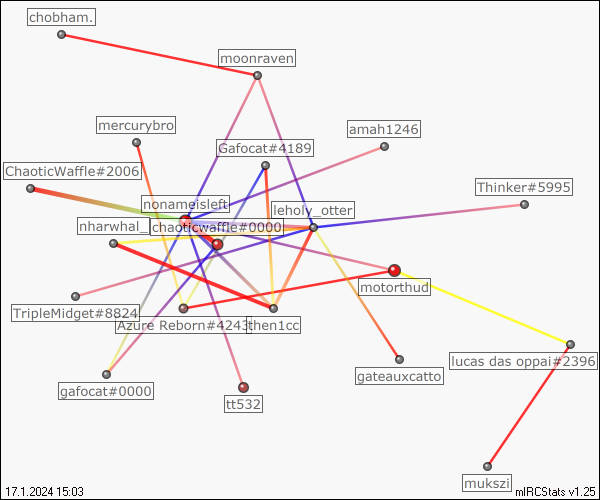 chobham.
moonraven
mercurybro
amah1246
Gafocat#4189
ChaoticWaffle#2006
Thinker#5995
nonameisleft
leholy_otter
nharwhal_
chaoticwaffle#0000
motorthud
TripleMidget#8824
Azure Reborn#4243
then1cc
lucas das oppai#2396
gafocat#0000
gateauxcatto
tt532
mukszi
17.1.2024 15:03
mIRCStats v1.25